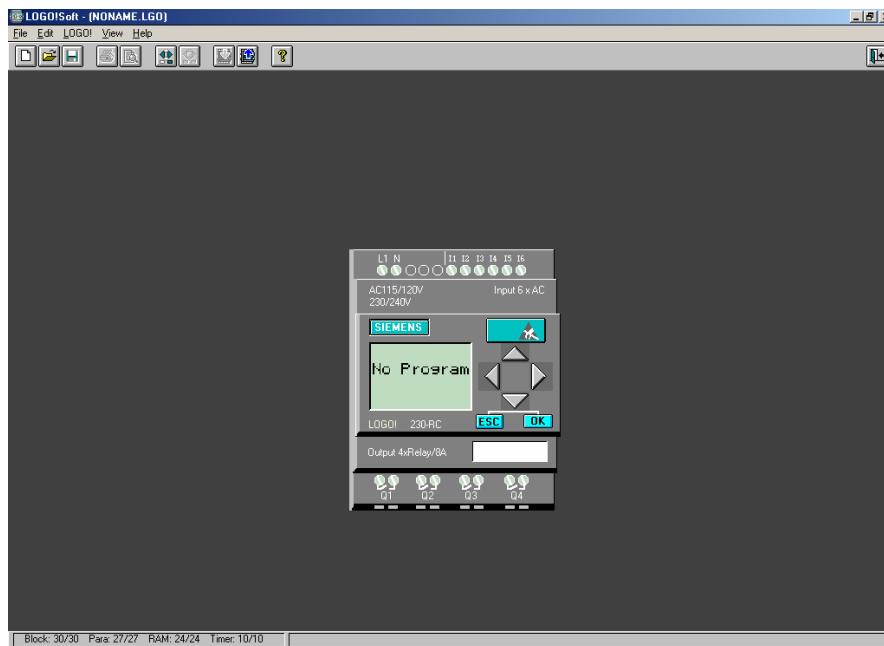 LOGO!Soft - (NONAME.LGO)
File Edit LOGO! View Help
L1 N I1 I2 I3 I4 I5 I6
AC115/120V Input 6 x AC
230/240V
SIEMENS
No Program
LOGO! 230-RC ESC OK
Output 4xRelay/8A
Q1 Q2 Q3 Q4
Block: 30/30 Para: 27/27 RAM: 24/24 Timer: 10/10